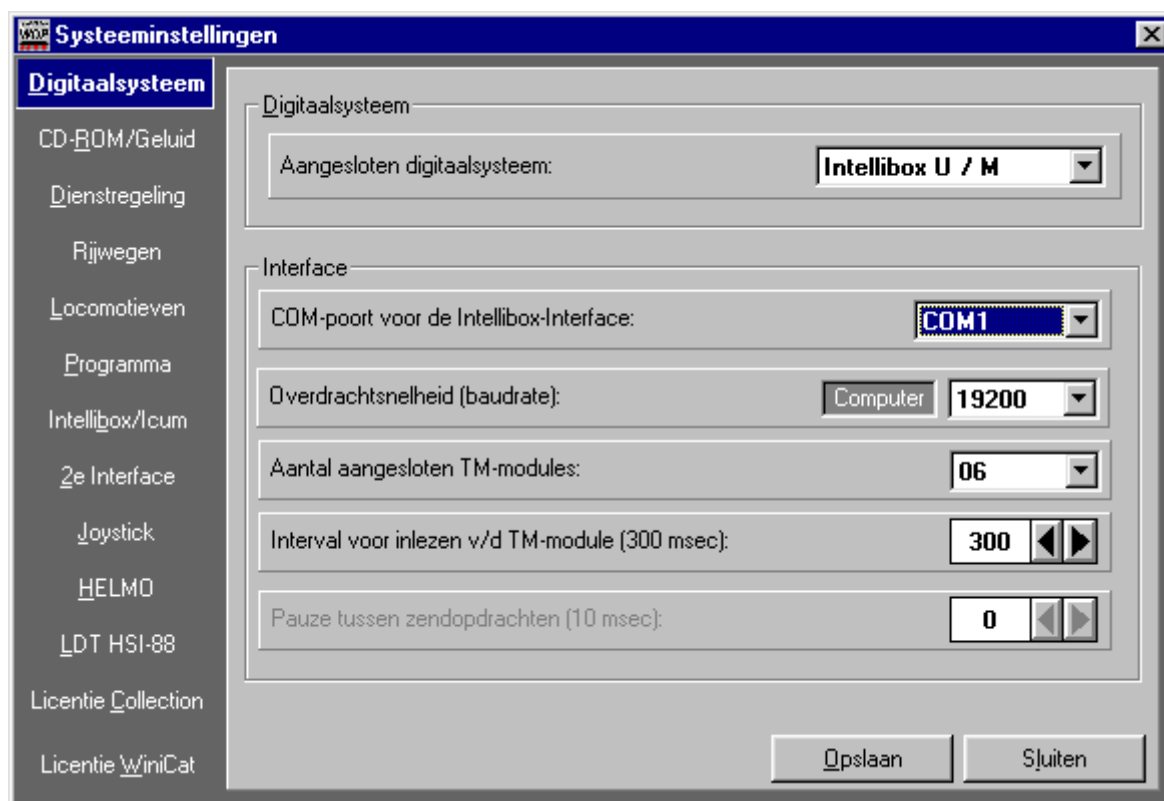 Systeeminstellingen
Digitaalsysteem
CD-ROM/Geluid
Dienstregeling
Rijwegen
Locomotieven
Programma
Intellibox/Icum
2e Interface
Joystick
HELMO
LDT HSI-88
Licentie Collection
Licentie WiniCat
Digitaalsysteem
Aangesloten digitaalsysteem: Intellibox U / M
Interface
COM-poort voor de Intellibox-Interface: COM1
Overdrachtsnelheid (baudrate): Computer 19200
Aantal aangesloten TM-modules: 06
Interval voor inlezen v/d TM-module (300 msec): 300
Pauze tussen zendopdrachten (10 msec): 0
Opslaan Sluiten